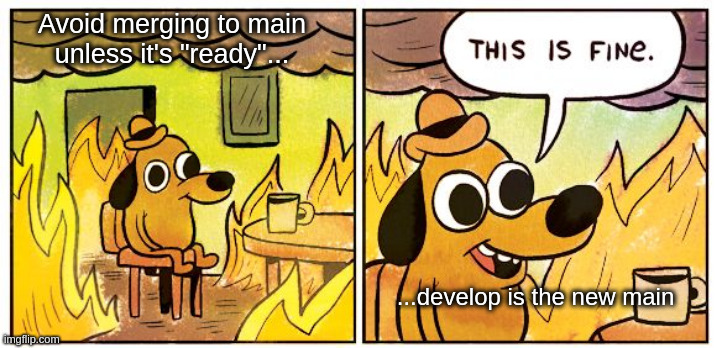 Avoid merging to main
unless it's "ready"...
THIS IS FINE.
...develop is the new main
imgflip.com